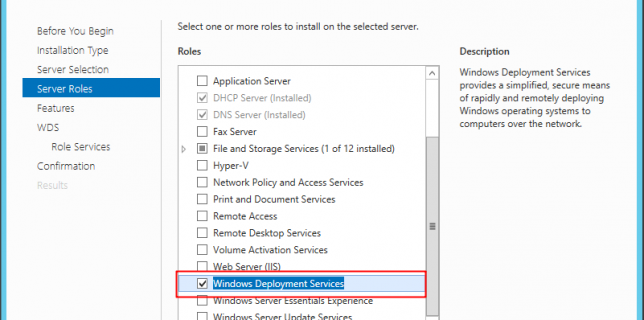 Before You Begin
Installation Type
Server Selection
Server Roles
Features
WDS
Role Services
Confirmation
Results
Select one or more roles to install on the selected server.
Roles
Application Server
DHCP Server (Installed)
DNS Server (Installed)
Fax Server
File and Storage Services (1 of 12 installed)
Hyper-V
Network Policy and Access Services
Print and Document Services
Remote Access
Remote Desktop Services
Volume Activation Services
Web Server (IIS)
Windows Deployment Services
Windows Server Essentials Experience
Windows Server Update Services
Description
Windows Deployment Services
provides a simplified, secure means
of rapidly and remotely deploying
Windows operating systems to
computers over the network.